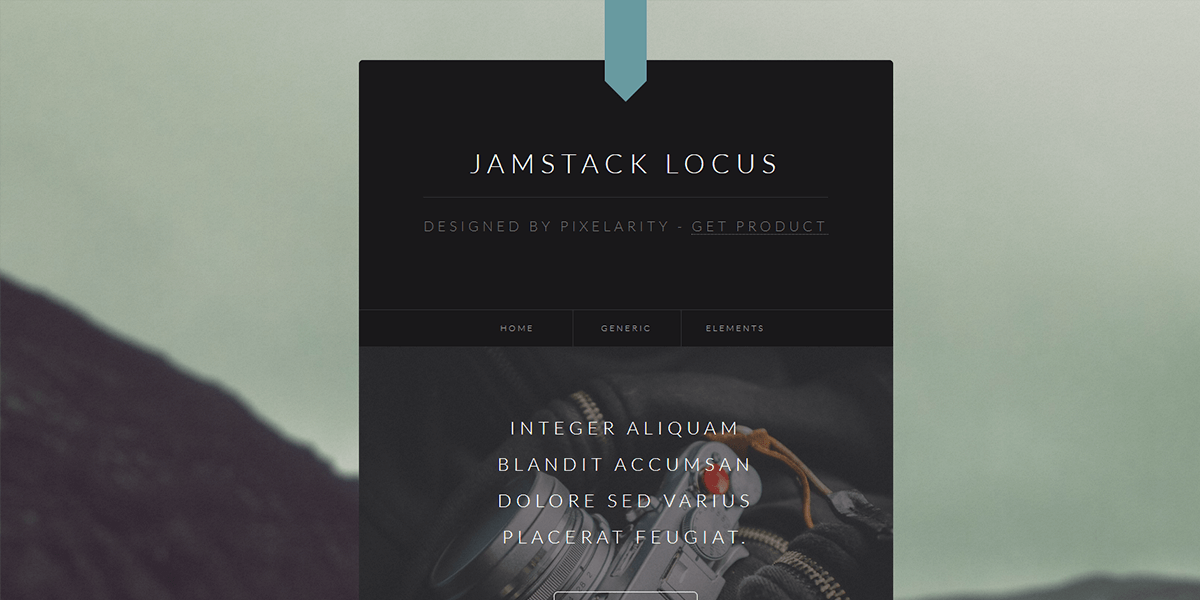 JAMSTACK LOCUS
DESIGNED BY PIXELARITY - GET PRODUCT
HOME GENERIC ELEMENTS
INTEGER ALIQUAM
BLANDIT ACCUMSAN
DOLORE SED VARIUS
PLACERAT FEUGIAT.